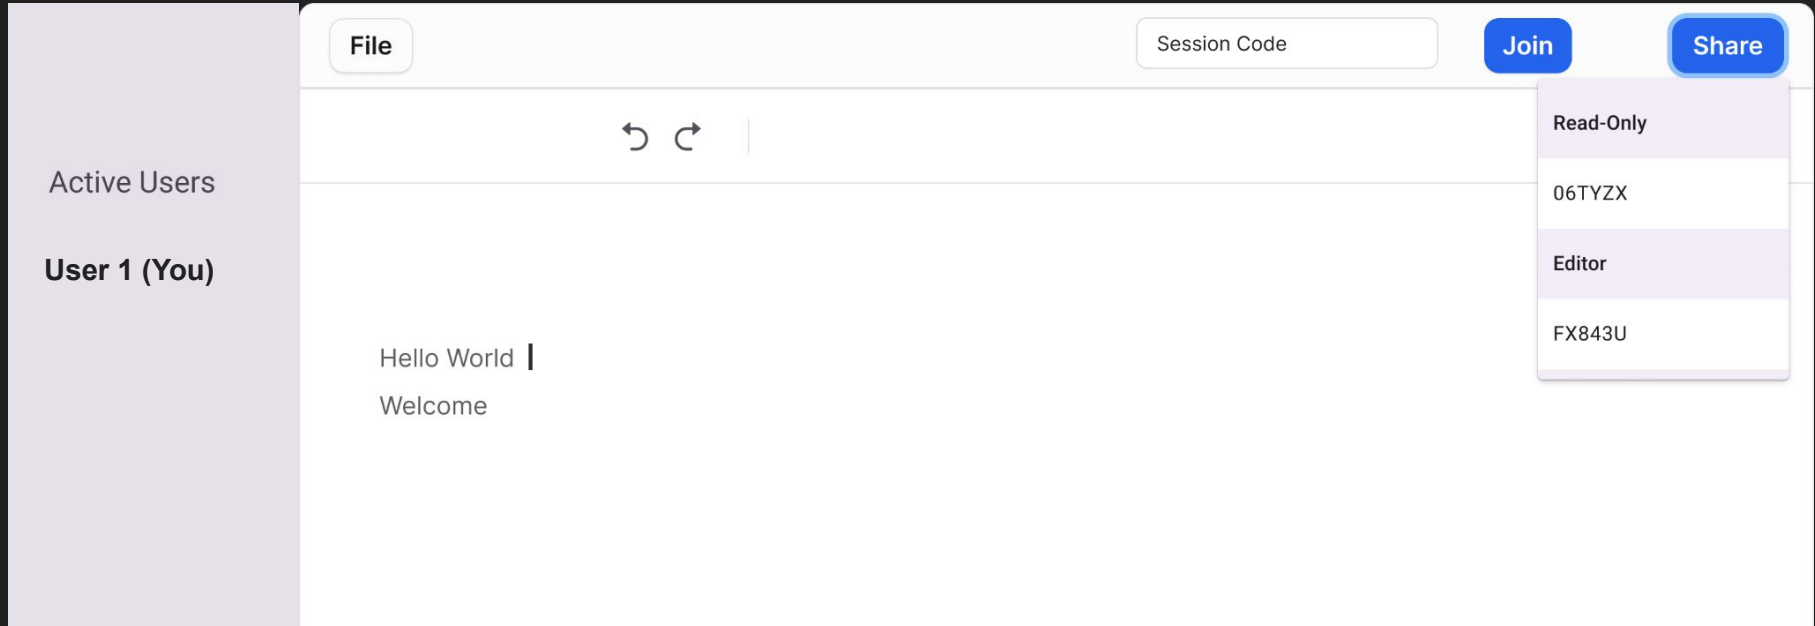 File
Session Code
Join
Share
Active Users
User 1 (You)
Hello World
Welcome
Read-Only
06TYZX
Editor
FX843U